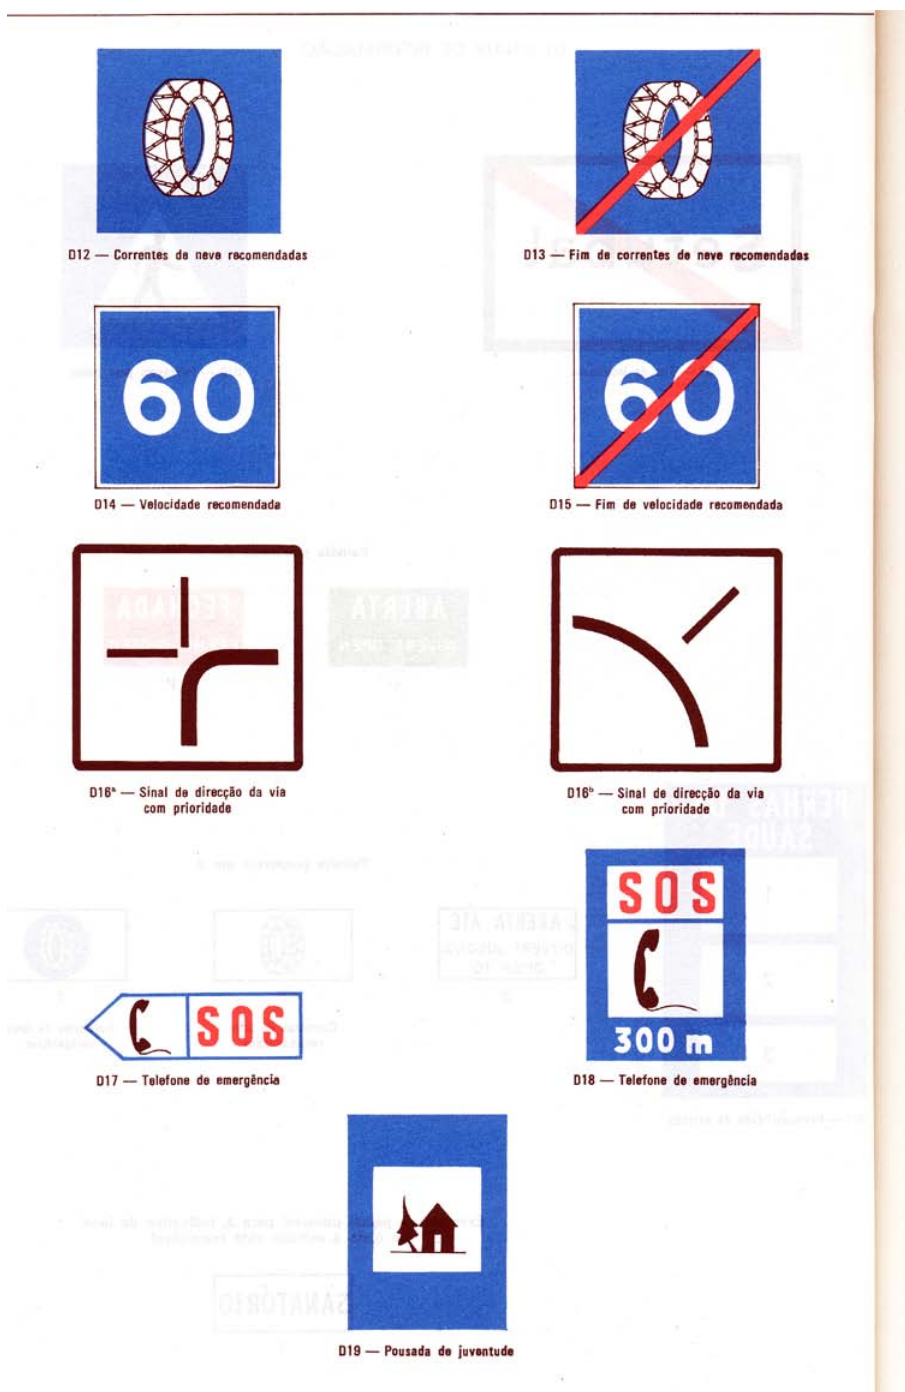 D12 — Correntes de neve recomendadas
D13 — Fim de correntes de neve recomendadas
60
60
D14 — Velocidade recomendada
D15 — Fim de velocidade recomendada
D16ª — Sinal de direcção da via
com prioridade
D16ᵇ — Sinal de direcção da via
com prioridade
SOS
300 m
SOS
D17 — Telefone de emergência
D18 — Telefone de emergência
D19 — Pousada de juventude